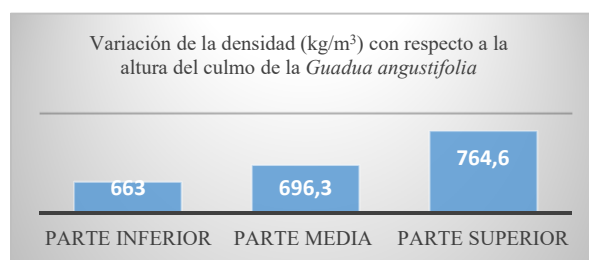 Variación de la densidad (kg/m³) con respecto a la
altura del culmo de la Guadua angustifolia
663 696,3 764,6
PARTE INFERIOR PARTE MEDIA PARTE SUPERIOR